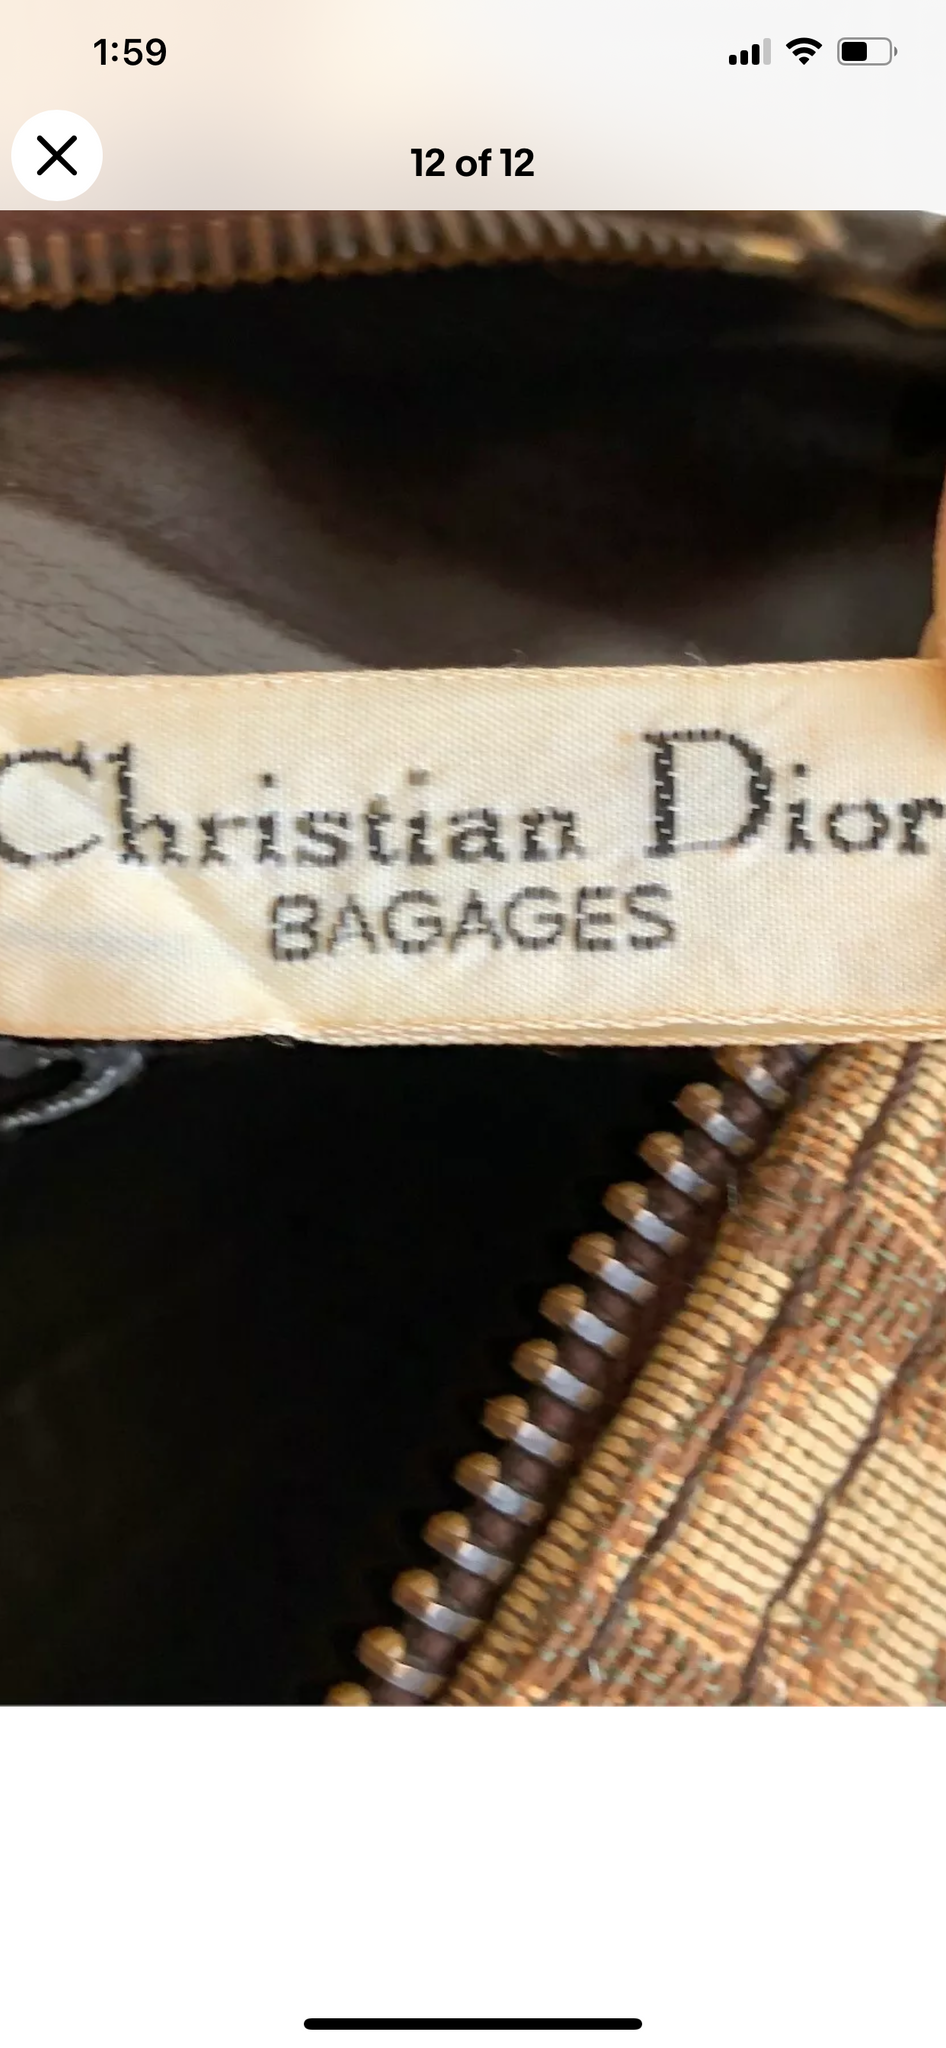 1:59
12 of 12
Christian Dior
BAGAGES